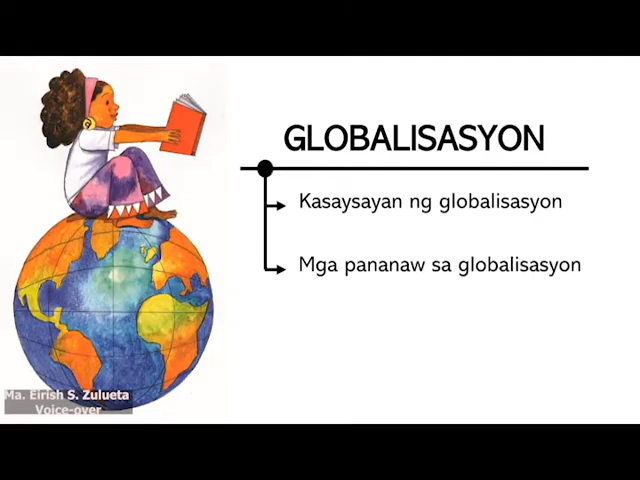 GLOBALISASYON
Kasaysayan ng globalisasyon
Mga pananaw sa globalisasyon
Ma. Eirish S. Zulueta
Voice-over